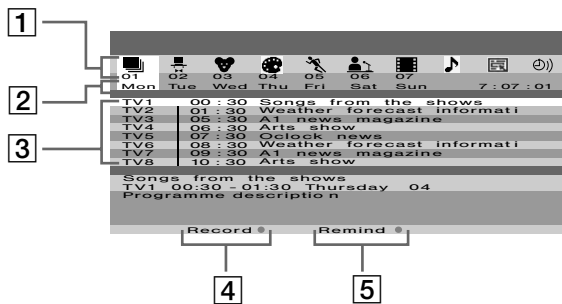 1
01 02 03 04 05 06 07
2
Mon Tue Wed Thu Fri Sat Sun 7:07:01
3
TV1 00:30 Songs from the shows
TV2 01:30 Weather forecast informati
TV3 05:30 A1 news magazine
TV4 06:30 Arts show
TV5 07:30 Oclock news
TV6 08:30 Weather forecast informati
TV7 09:30 A1 news magazine
TV8 10:30 Arts show
Songs from the shows
TV1 00:30 - 01:30 Thursday 04
Programme description
Record Remind
4 5